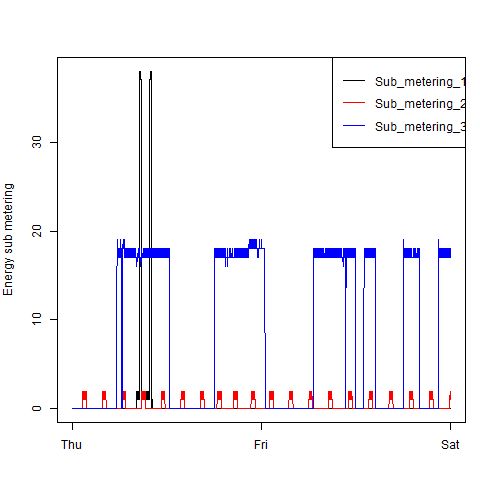 Sub_metering_1
Sub_metering_2
Sub_metering_3
Energy sub metering
30
20
10
0
Thu
Fri
Sat